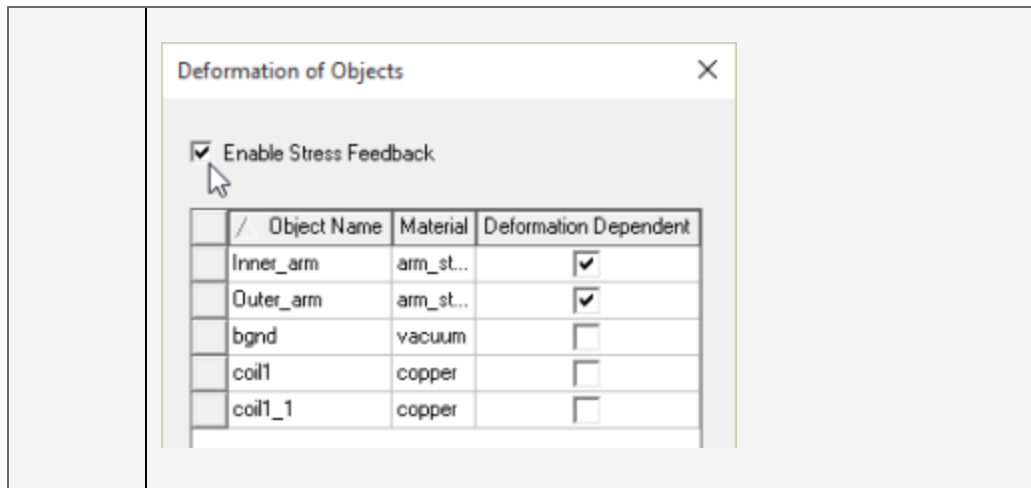 Deformation of Objects
Enable Stress Feedback
Object Name Material Deformation Dependent
Inner_arm arm_st...
Outer_arm arm_st...
bgnd vacuum
coil1 copper
coil1_1 copper